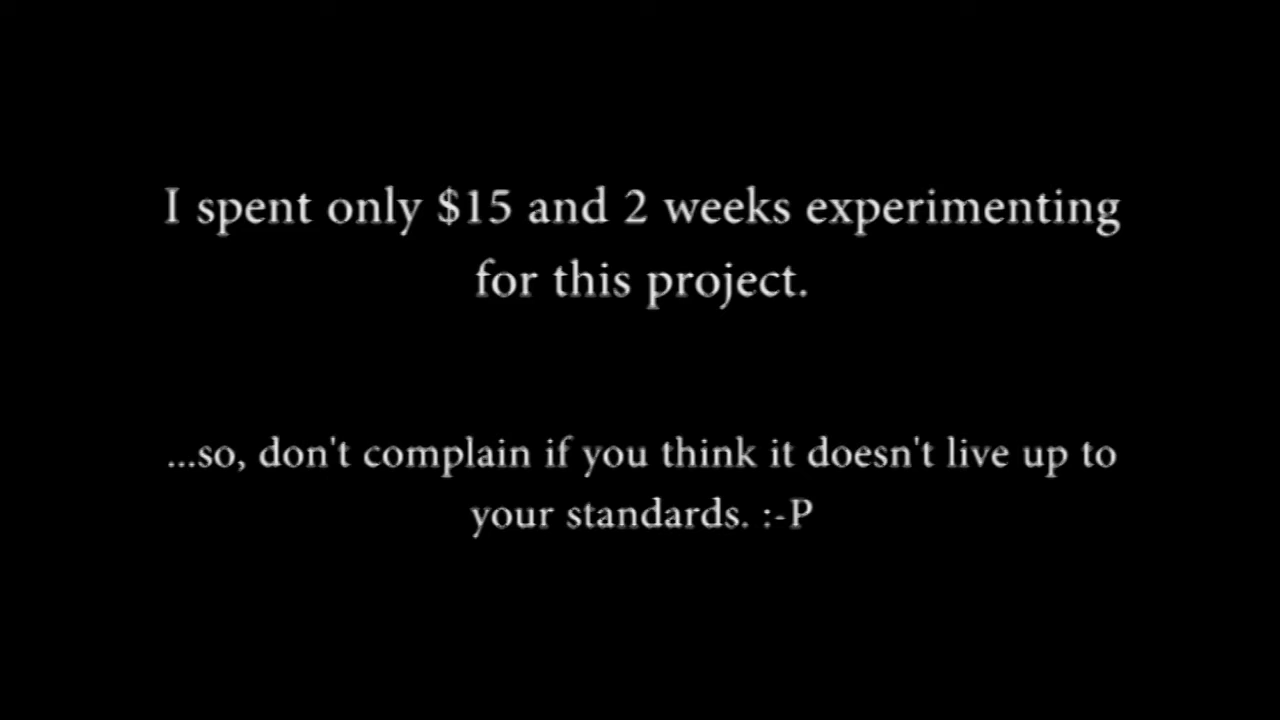 I spent only $15 and 2 weeks experimenting
for this project.
...so, don't complain if you think it doesn't live up to
your standards. :-P